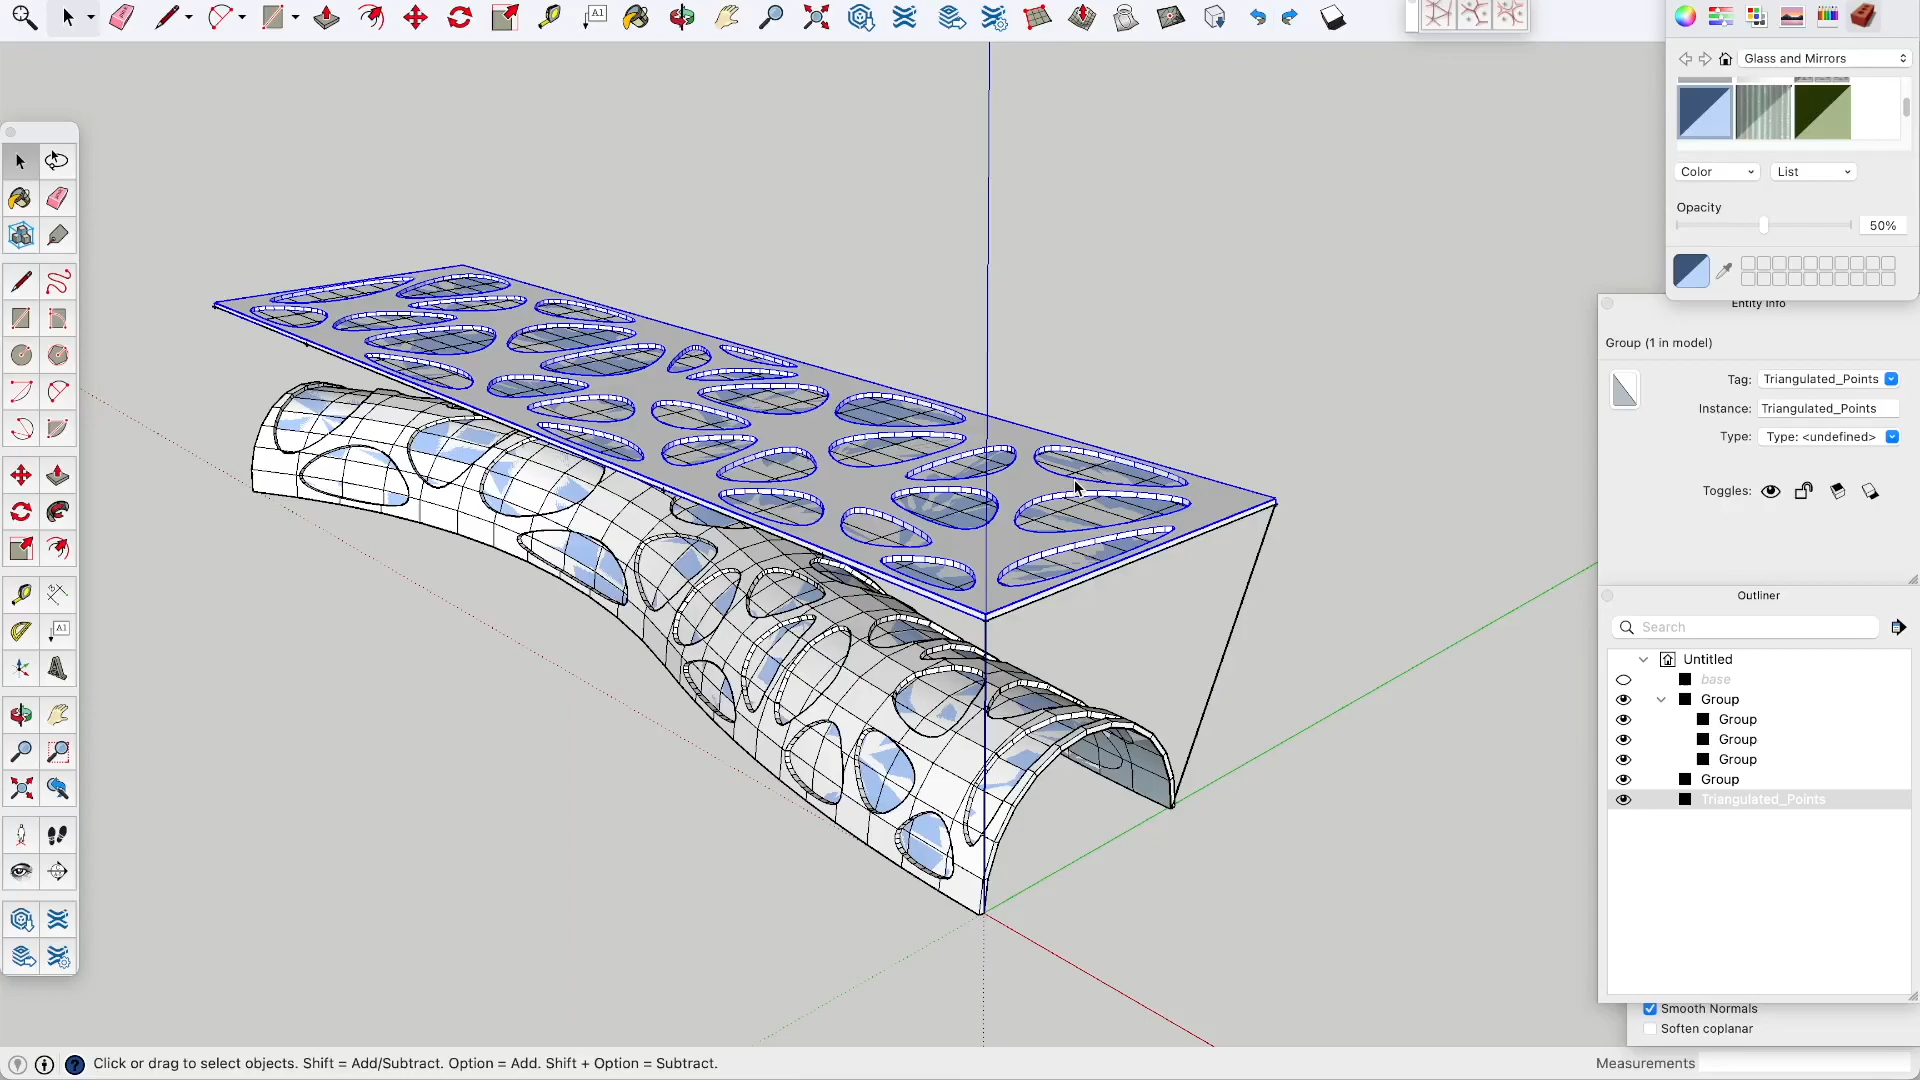 A1
Glass and Mirrors
Color
List
Opacity
50%
Entity Info
Group (1 in model)
Tag:
Triangulated_Points
Instance:
Triangulated_Points
Type:
Type: <undefined>
Toggles:
Outliner
Search
Untitled
base
Group
Group
Group
Group
Group
Triangulated_Points
A1
Smooth Normals
Soften coplanar
Click or drag to select objects. Shift = Add/Subtract. Option = Add. Shift + Option = Subtract.
Measurements